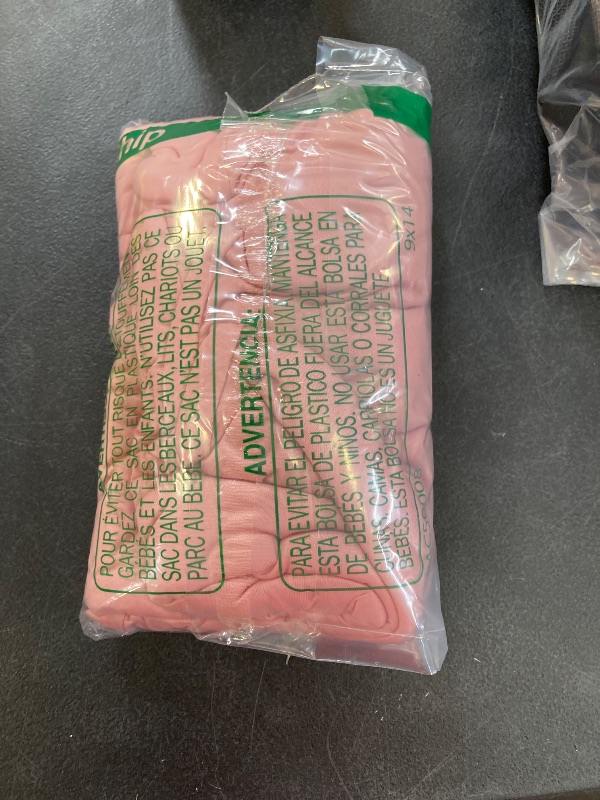 hip
POUR ÉVITER TOUT RISQUE
GARDEZ CE SAC EN PLASTIQUE LOIN DES
BÉBÉS ET LES ENFANTS. N'UTILISEZ PAS CE
SAC DANS LES BERCEAUX, LITS, CHARIOTS OU
PARC AU BÉBÉ. CE SAC N'EST PAS UN JOUET.
ADVERTENCIA:
PARA EVITAR EL PELIGRO DE ASFIXIA, MANTENGA
ESTA BOLSA DE PLASTICO FUERA DEL ALCANCE
DE BEBES Y NIÑOS. NO USAR ESTA BOLSA EN
CUNAS, CAMAS, CARRIOLAS O CORRALES PARA
BEBES. ESTA BOLSA NO ES UN JUGUETE.
9x14